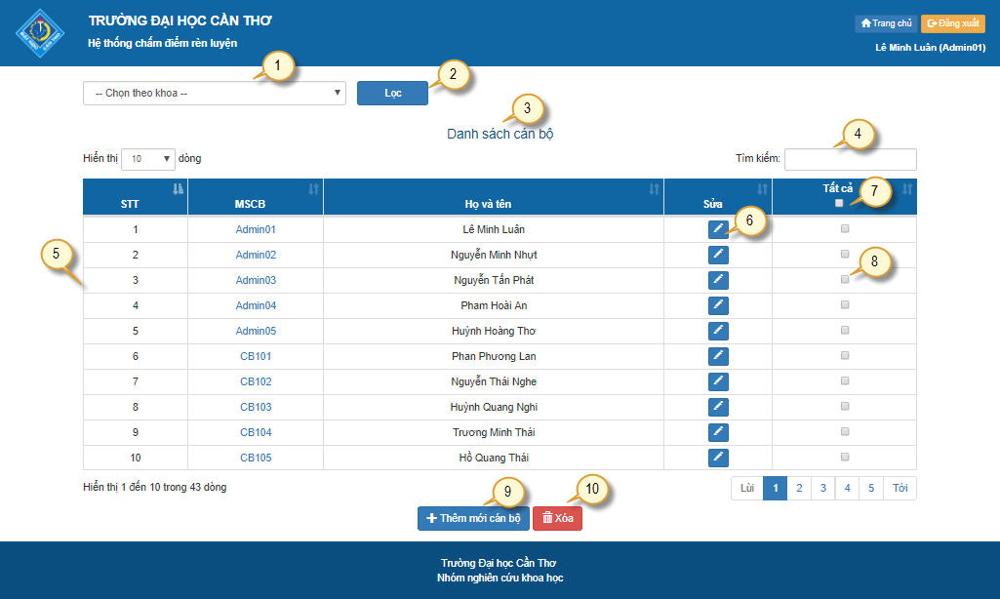 TRƯỜNG ĐẠI HỌC CẦN THƠ
Hệ thống chấm điểm rèn luyện
Trang chủ Đăng xuất
Lê Minh Luân (Admin01)
1
2
-- Chọn theo khoa -- Lọc
3
Danh sách cán bộ
4
Hiển thị 10 dòng Tìm kiếm:
STT MSCB Họ và tên Sửa Tất cả
7
1 Admin01 Lê Minh Luân
6
2 Admin02 Nguyễn Minh Nhựt
5
8
3 Admin03 Nguyễn Tấn Phát
4 Admin04 Phạm Hoài An
5 Admin05 Huỳnh Hoàng Thơ
6 CB101 Phan Phương Lan
7 CB102 Nguyễn Thái Nghe
8 CB103 Huỳnh Quang Nghi
9 CB104 Trương Minh Thái
10 CB105 Hồ Quang Thái
Hiển thị 1 đến 10 trong 43 dòng Lùi 1 2 3 4 5 Tới
9
10
Thêm mới cán bộ Xóa
Trường Đại học Cần Thơ
Nhóm nghiên cứu khoa học